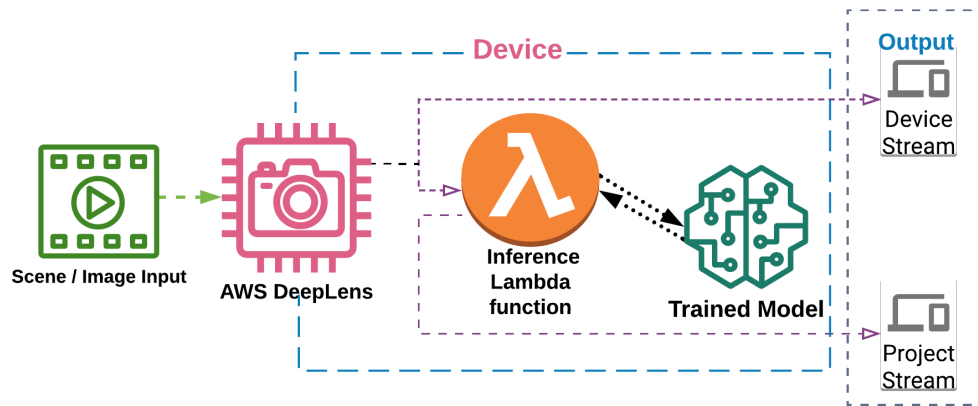 Device
Output
Device
Stream
Scene / Image Input
AWS DeepLens
Inference
Lambda
function
Trained Model
Project
Stream